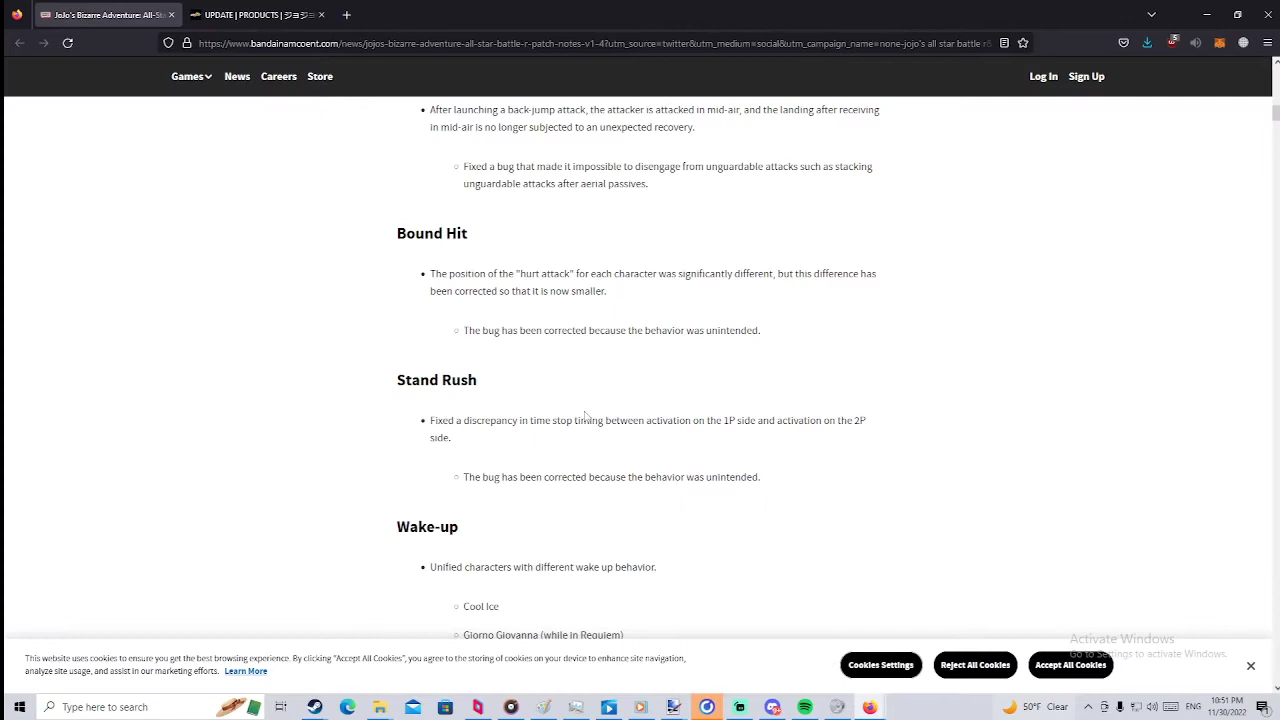 JoJo's Bizarre Adventure: All-Sta
UPDATE | PRODUCTS | ジョジョ
https://www.bandainamcoent.com/news/jojos-bizarre-adventure-all-star-battle-r-patch-notes-v1-4?utm_source=twitter&utm_medium=social&utm_campaign_name=none-jojo's all star battle r
Games News Careers Store Log In Sign Up
• After launching a back-jump attack, the attacker is attacked in mid-air, and the landing after receiving
in mid-air is no longer subjected to an unexpected recovery.
○ Fixed a bug that made it impossible to disengage from unguardable attacks such as stacking
unguardable attacks after aerial passives.
Bound Hit
• The position of the "hurt attack" for each character was significantly different, but this difference has
been corrected so that it is now smaller.
○ The bug has been corrected because the behavior was unintended.
Stand Rush
• Fixed a discrepancy in time stop timing between activation on the 1P side and activation on the 2P
side.
○ The bug has been corrected because the behavior was unintended.
Wake-up
• Unified characters with different wake up behavior.
○ Cool Ice
○ Giorno Giovanna (while in Requiem)
This website uses cookies to ensure you get the best browsing experience. By clicking "Accept All Cookies", you agree to the storing of cookies on your device to enhance site navigation,
analyze site usage, and assist in our marketing efforts. Learn More
Cookies Settings
Reject All Cookies
Accept All Cookies
Activate Windows
Go to Settings to activate Windows.
Type here to search
50°F Clear
10:51 PM
11/30/2022